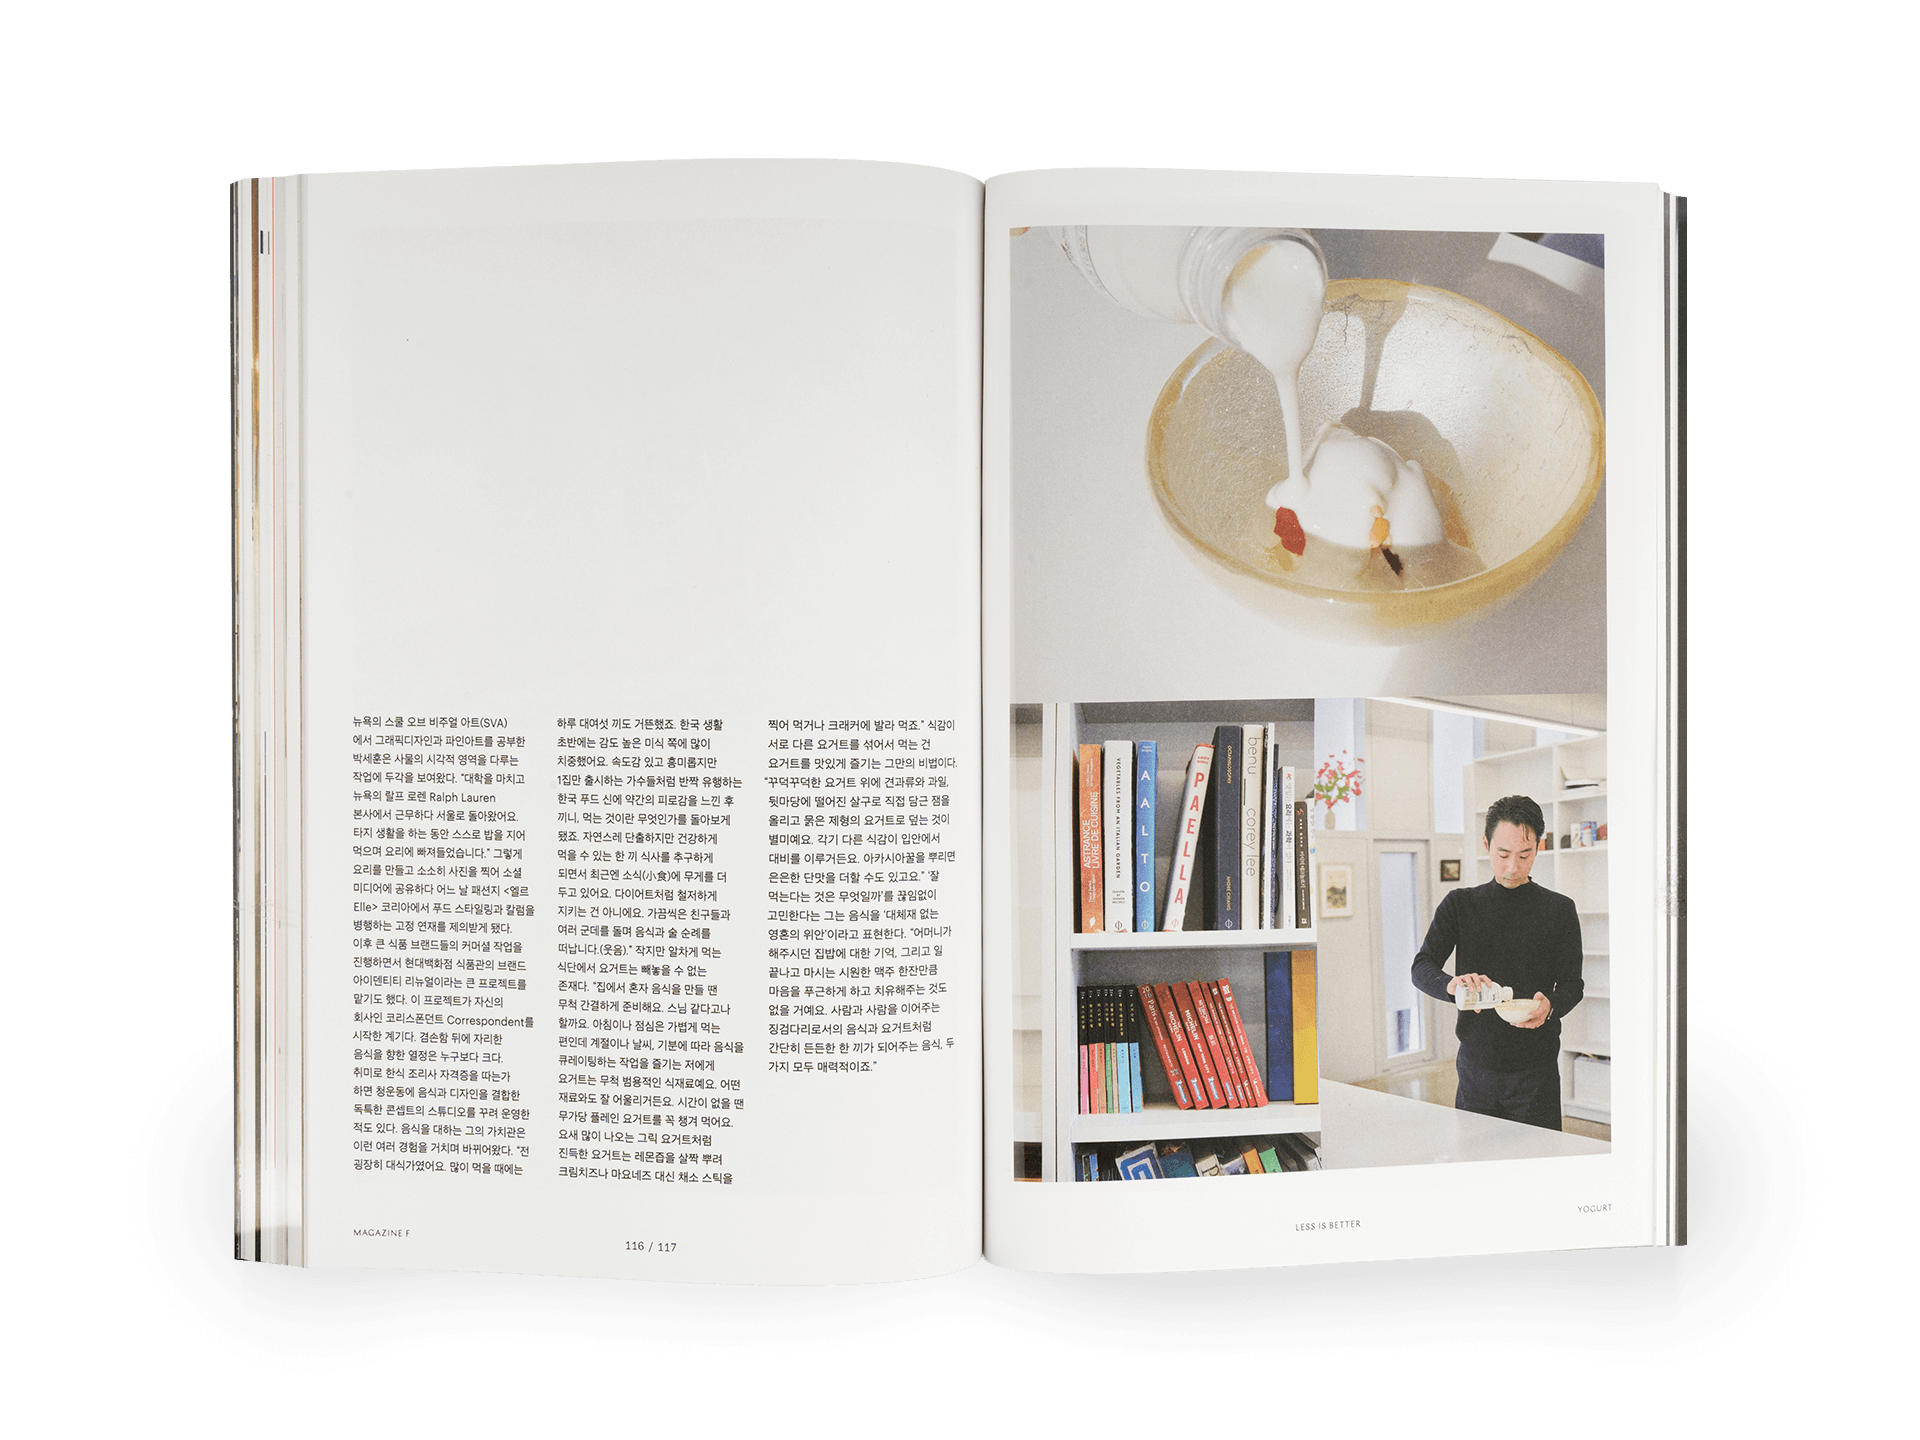 뉴욕의 스쿨 오브 비주얼 아트(SVA)
에서 그래픽디자인과 파인아트를 공부한
박세훈은 사물의 시각적 영역을 다루는
작업에 두각을 보여왔다. “대학을 마치고
뉴욕의 랄프 로렌 Ralph Lauren
본사에서 근무하다 서울로 돌아왔어요.
타지 생활을 하는 동안 스스로 밥을 지어
먹으며 요리에 빠져들었습니다.” 그렇게
요리를 만들고 소소히 사진을 찍어 소셜
미디어에 공유하다 어느 날 패션지 <엘르
Elle> 코리아에서 푸드 스타일링과 칼럼을
병행하는 고정 연재를 제의받게 됐다.
이후 큰 식품 브랜드들의 커머셜 작업을
진행하면서 현대백화점 식품관의 브랜드
아이덴티티 리뉴얼이라는 큰 프로젝트를
맡기도 했다. 이 프로젝트가 자신의
회사인 코리스폰던트 Correspondent를
시작한 계기다. 겸손함 뒤에 자리한
음식을 향한 열정은 누구보다 크다.
취미로 한식 조리사 자격증을 따는가
하면 청운동에 음식과 디자인을 결합한
독특한 콘셉트의 스튜디오를 꾸려 운영한
적도 있다. 음식을 대하는 그의 가치관은
이런 여러 경험을 거치며 바뀌어왔다. “전
굉장히 대식가였어요. 많이 먹을 때에는
하루 대여섯 끼도 거뜬했죠. 한국 생활
초반에는 감도 높은 미식 쪽에 많이
치중했어요. 속도감 있고 흥미롭지만
1집만 출시하는 가수들처럼 반짝 유행하는
한국 푸드 신에 약간의 피로감을 느낀 후
끼니, 먹는 것이란 무엇인가를 돌아보게
됐죠. 자연스레 단출하지만 건강하게
먹을 수 있는 한 끼 식사를 추구하게
되면서 최근엔 소식(小食)에 무게를 더
두고 있어요. 다이어트처럼 철저하게
지키는 건 아니에요. 가끔씩은 친구들과
여러 군데를 돌며 음식과 술 순례를
떠납니다.(웃음).” 작지만 알차게 먹는
식단에서 요거트는 빼놓을 수 없는
존재다. “집에서 혼자 음식을 만들 땐
무척 간결하게 준비해요. 스님 같다고나
할까요. 아침이나 점심은 가볍게 먹는
편인데 계절이나 날씨, 기분에 따라 음식을
큐레이팅하는 작업을 즐기는 저에게
요거트는 무척 범용적인 식재료예요. 어떤
재료와도 잘 어울리거든요. 시간이 없을 땐
무가당 플레인 요거트를 꼭 챙겨 먹어요.
요새 많이 나오는 그릭 요거트처럼
진득한 요거트는 레몬즙을 살짝 뿌려
크림치즈나 마요네즈 대신 채소 스틱을
찍어 먹거나 크래커에 발라 먹죠.” 식감이
서로 다른 요거트를 섞어서 먹는 건
요거트를 맛있게 즐기는 그만의 비법이다.
“꾸덕꾸덕한 요거트 위에 견과류와 과일,
뒷마당에 떨어진 살구로 직접 담근 잼을
올리고 묽은 제형의 요거트로 덮는 것이
별미예요. 각기 다른 식감이 입안에서
대비를 이루거든요. 아카시아꿀을 뿌리면
은은한 단맛을 더할 수도 있고요.” ‘잘
먹는다는 것은 무엇일까’를 끊임없이
고민한다는 그는 음식을 ‘대체재 없는
영혼의 위안’이라고 표현한다. “어머니가
해주시던 집밥에 대한 기억, 그리고 일
끝나고 마시는 시원한 맥주 한잔만큼
마음을 푸근하게 하고 치유해주는 것도
없을 거예요. 사람과 사람을 이어주는
징검다리로서의 음식과 요거트처럼
간단히 든든한 한 끼가 되어주는 음식, 두
가지 모두 매력적이죠.”
MAGAZINE F
116 / 117
ASTRANCE
LIVRE DE CUISINE
VEGETABLES FROM AN ITALIAN GARDEN
AALTO
PAELLA
OCTAPHILOSOPHY
ANDRE CHIANG
benu
corey lee
MICHELIN
MICHELIN
LESS IS BETTER
YOGURT